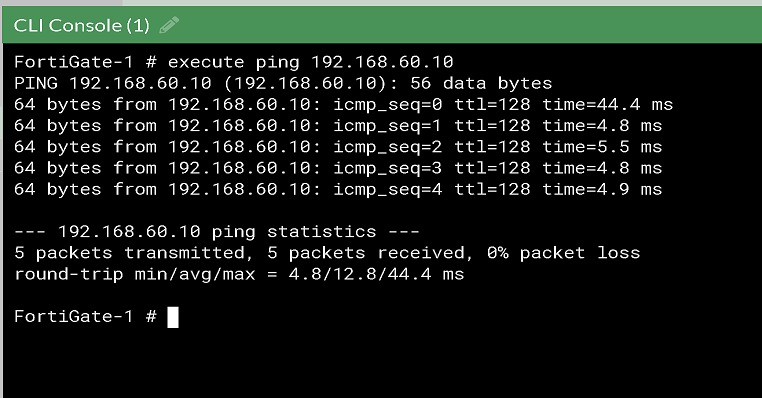 CLI Console (1)
FortiGate-1 # execute ping 192.168.60.10
PING 192.168.60.10 (192.168.60.10): 56 data bytes
64 bytes from 192.168.60.10: icmp_seq=0 ttl=128 time=44.4 ms
64 bytes from 192.168.60.10: icmp_seq=1 ttl=128 time=4.8 ms
64 bytes from 192.168.60.10: icmp_seq=2 ttl=128 time=5.5 ms
64 bytes from 192.168.60.10: icmp_seq=3 ttl=128 time=4.8 ms
64 bytes from 192.168.60.10: icmp_seq=4 ttl=128 time=4.9 ms
--- 192.168.60.10 ping statistics ---
5 packets transmitted, 5 packets received, 0% packet loss
round-trip min/avg/max = 4.8/12.8/44.4 ms
FortiGate-1 #